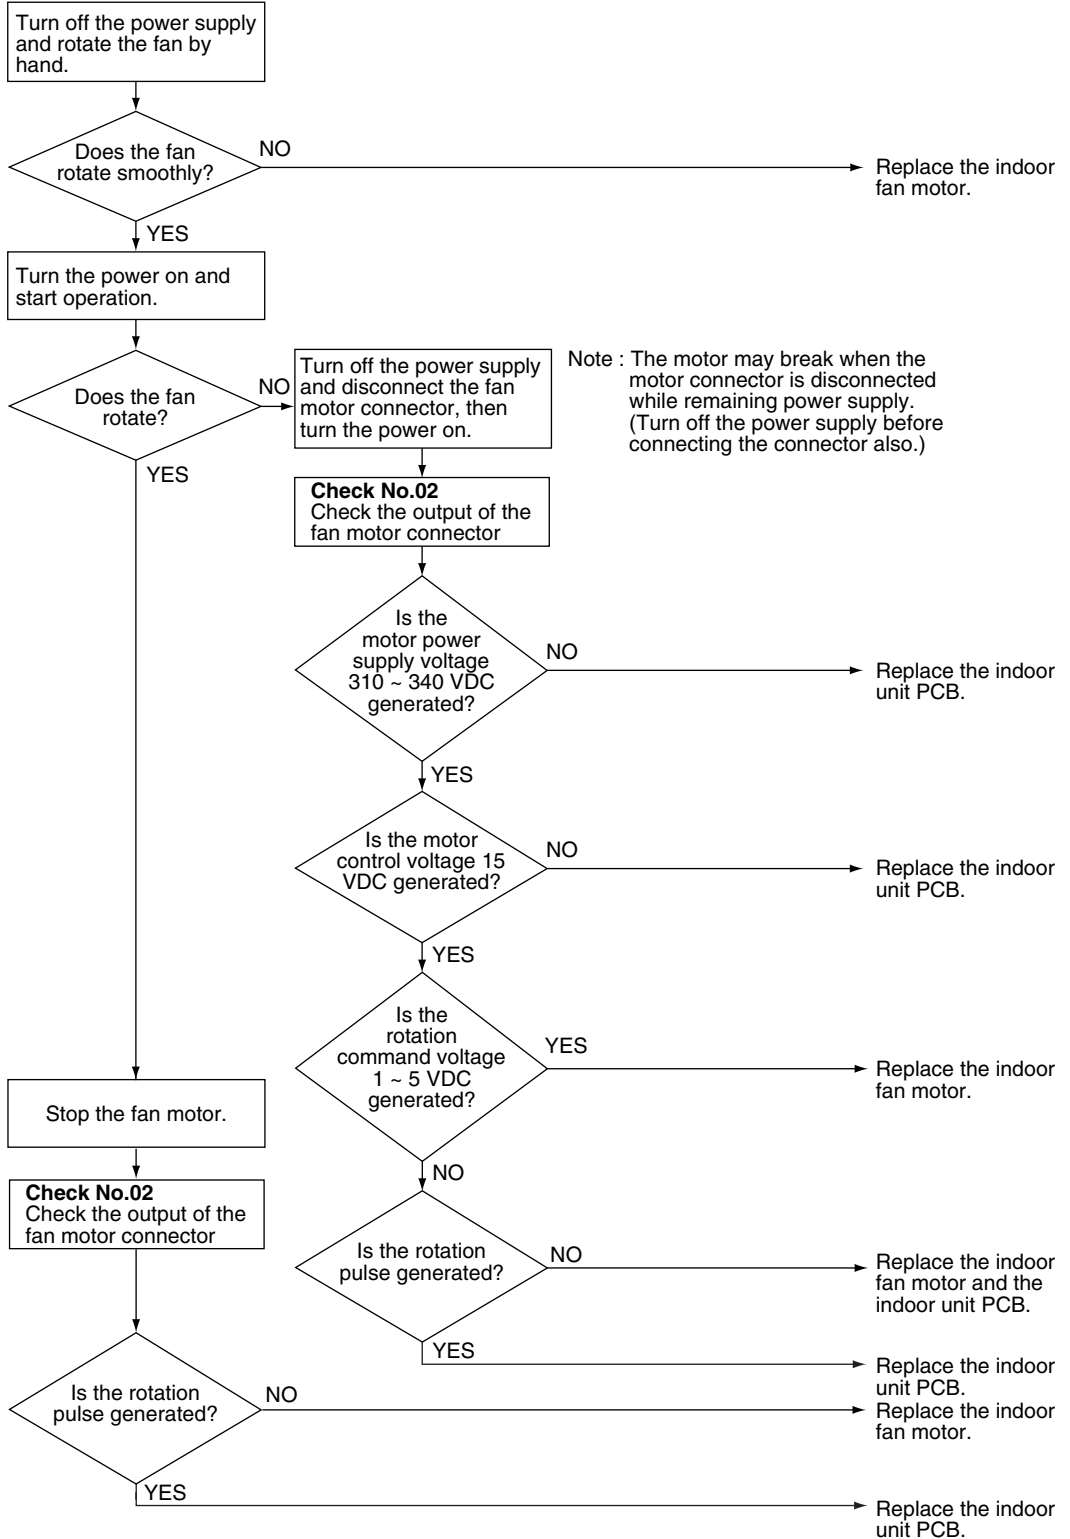 Turn off the power supply
and rotate the fan by
hand.
Does the fan
rotate smoothly?
NO
Replace the indoor
fan motor.
YES
Turn the power on and
start operation.
Does the fan
rotate?
NO
Turn off the power supply
and disconnect the fan
motor connector, then
turn the power on.
Note : The motor may break when the
motor connector is disconnected
while remaining power supply.
(Turn off the power supply before
connecting the connector also.)
YES
Check No.02
Check the output of the
fan motor connector
Is the
motor power
supply voltage
310 ~ 340 VDC
generated?
NO
Replace the indoor
unit PCB.
YES
Is the motor
control voltage 15
VDC generated?
NO
Replace the indoor
unit PCB.
YES
Is the
rotation
command voltage
1 ~ 5 VDC
generated?
YES
Replace the indoor
fan motor.
NO
Stop the fan motor.
Check No.02
Check the output of the
fan motor connector
Is the rotation
pulse generated?
NO
Replace the indoor
fan motor and the
indoor unit PCB.
YES
Replace the indoor
unit PCB.
Is the rotation
pulse generated?
NO
Replace the indoor
fan motor.
YES
Replace the indoor
unit PCB.